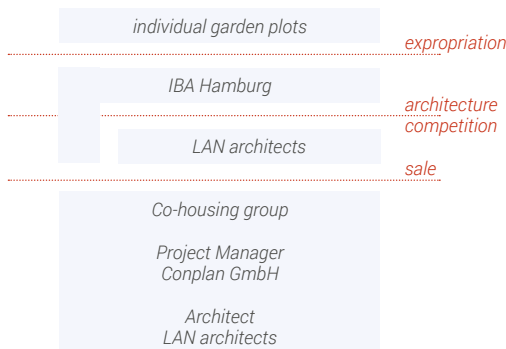 individual garden plots
expropriation
IBA Hamburg
architecture
competition
LAN architects
sale
Co-housing group
Project Manager
Conplan GmbH
Architect
LAN architects